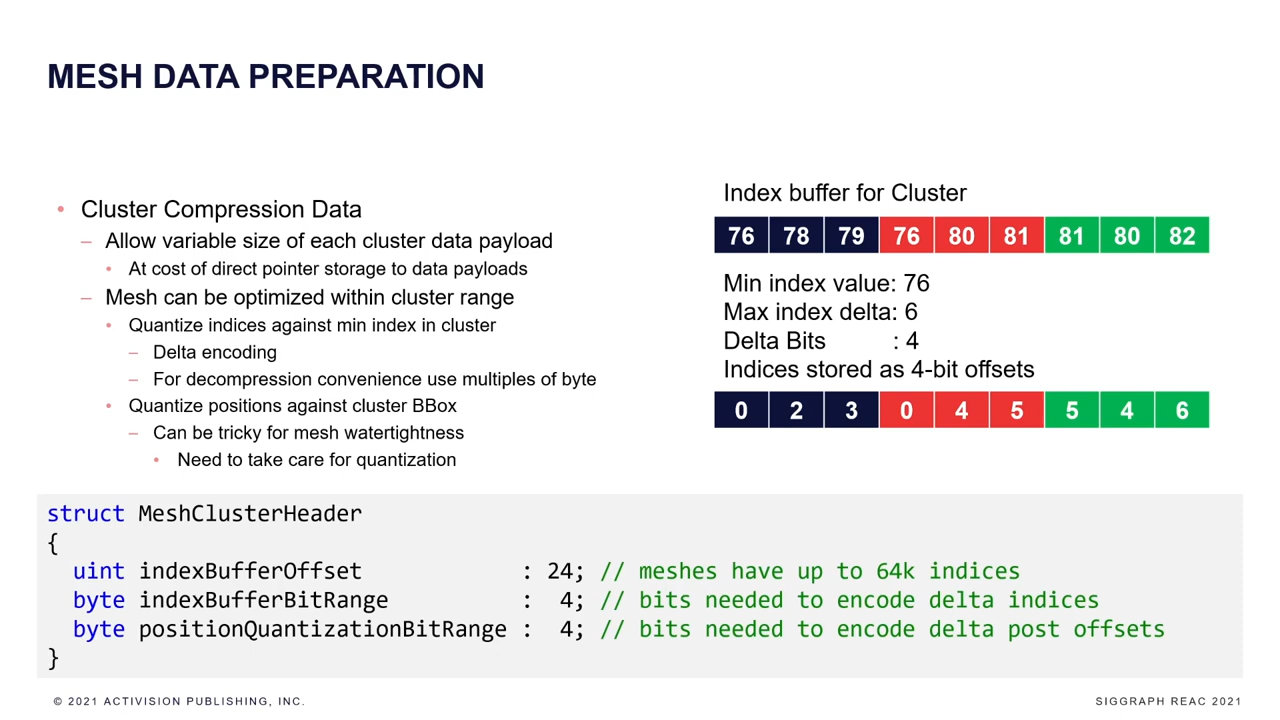 MESH DATA PREPARATION
• Cluster Compression Data
– Allow variable size of each cluster data payload
• At cost of direct pointer storage to data payloads
– Mesh can be optimized within cluster range
• Quantize indices against min index in cluster
– Delta encoding
– For decompression convenience use multiples of byte
• Quantize positions against cluster BBox
– Can be tricky for mesh watertightness
• Need to take care for quantization
Index buffer for Cluster
76 78 79 76 80 81 81 80 82
Min index value: 76
Max index delta: 6
Delta Bits : 4
Indices stored as 4-bit offsets
0 2 3 0 4 5 5 4 6
struct MeshClusterHeader
{
uint indexBufferOffset : 24; // meshes have up to 64k indices
byte indexBufferBitRange : 4; // bits needed to encode delta indices
byte positionQuantizationBitRange : 4; // bits needed to encode delta post offsets
}
© 2021 ACTIVISION PUBLISHING, INC.
SIGGRAPH REAC 2021